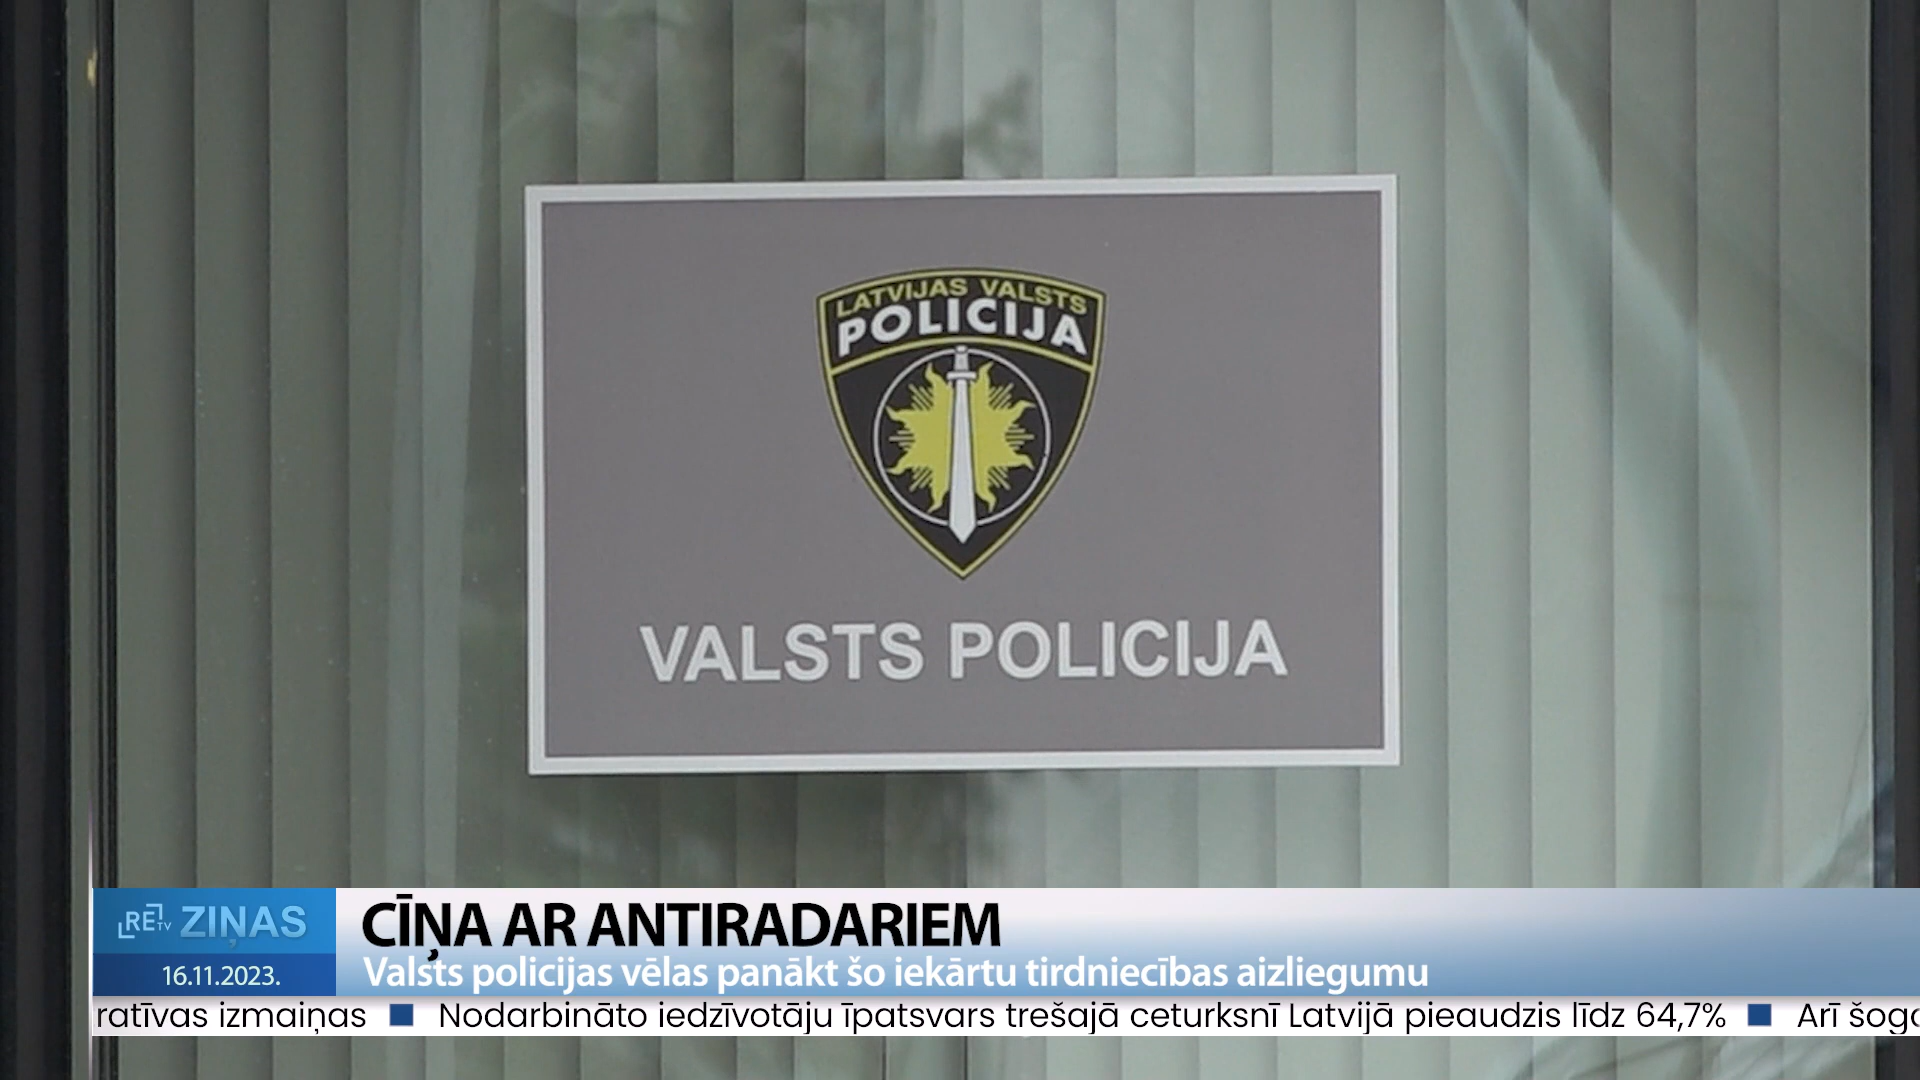 LATVIJAS VALSTS
POLICIJA
VALSTS POLICIJA
RE TV ZIŅAS
CĪŅA AR ANTIRADARIEM
Valsts policijas vēlas panākt šo iekārtu tirdniecības aizliegumu
16.11.2023.
ratīvas izmaiņas ■ Nodarbināto iedzīvotāju īpatsvars trešajā ceturksnī Latvijā pieaudzis līdz 64,7% ■ Arī šog